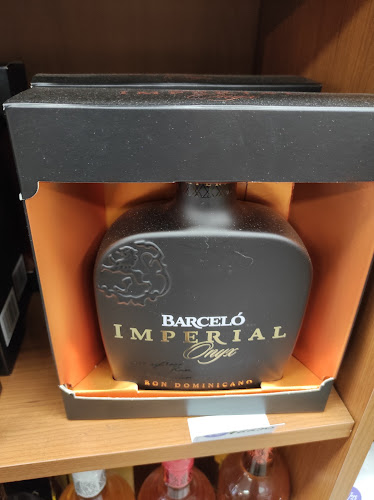 BARCELÓ
IMPERIAL
Onyx
RON DOMINICANO